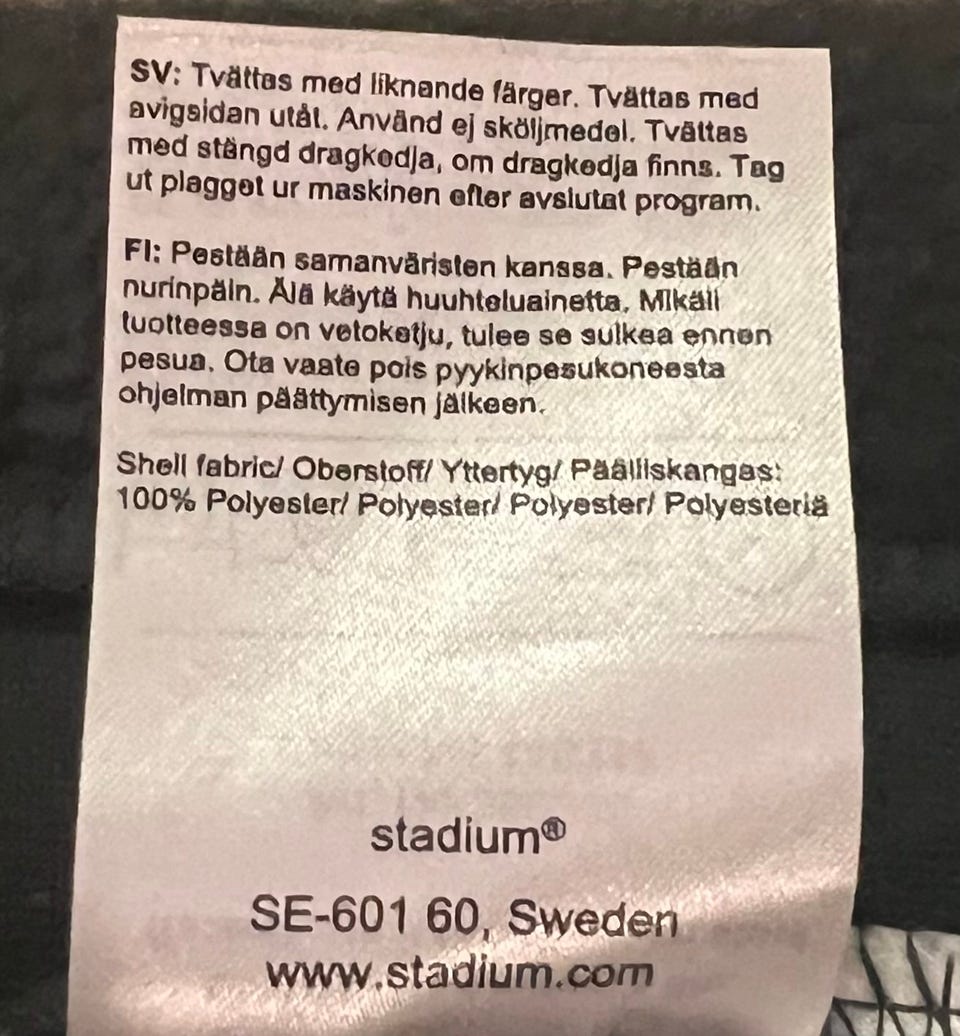 SV: Tvättas med liknande färger. Tvättas med
avigsidan utåt. Använd ej sköljmedel. Tvättas
med stängd dragkedja, om dragkedja finns. Tag
ut plagget ur maskinen efter avslutat program.
FI: Pestään samanväristen kanssa. Pestään
nurinpäin. Älä käytä huuhteluainetta. Mikäli
tuotteessa on vetoketju, tulee se sulkea ennen
pesua. Ota vaate pois pyykinpesukoneesta
ohjelman päättymisen jälkeen.
Shell fabric/ Oberstoff/ Yttertyg/ Päälliskangas:
100% Polyester/ Polyester/ Polyester/ Polyesteriä
stadium®
SE-601 60, Sweden
www.stadium.com